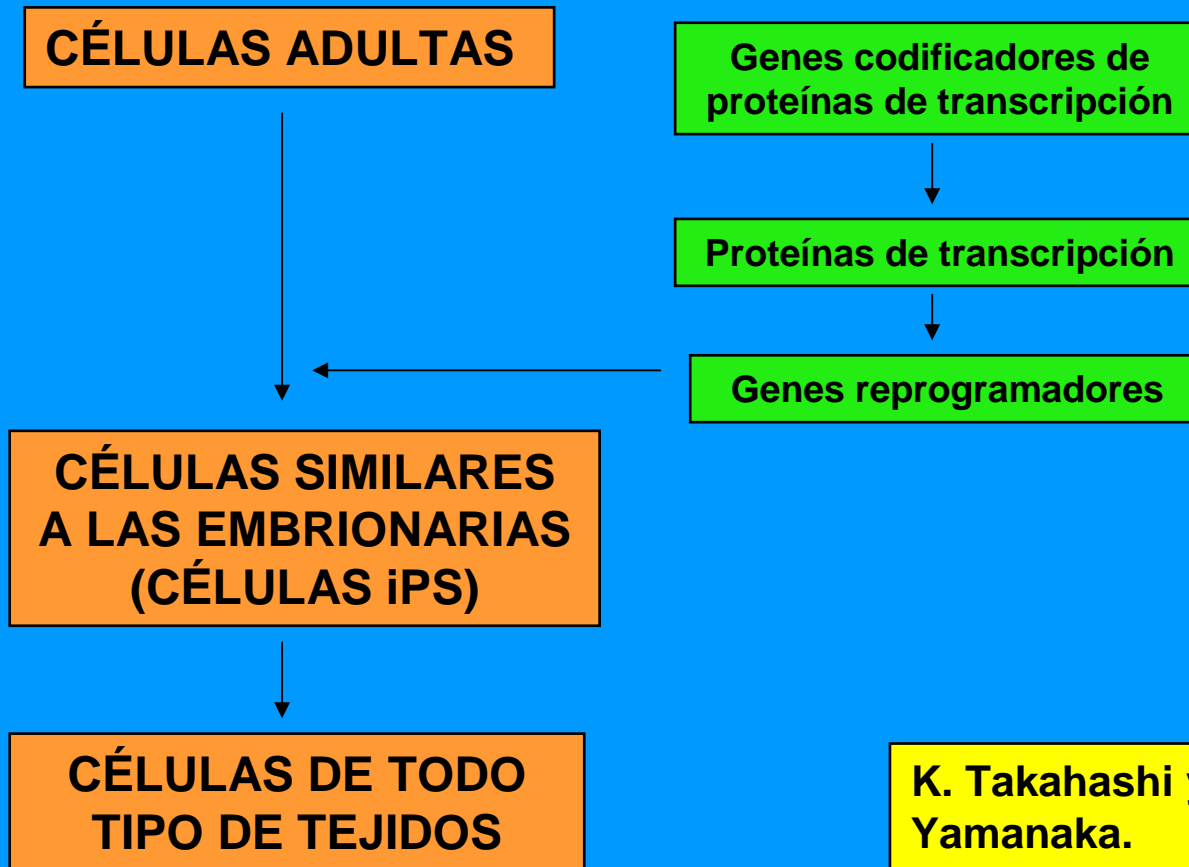 CÉLULAS ADULTAS
Genes codificadores de
proteínas de transcripción
Proteínas de transcripción
Genes reprogramadores
CÉLULAS SIMILARES
A LAS EMBRIONARIAS
(CÉLULAS iPS)
CÉLULAS DE TODO
TIPO DE TEJIDOS
K. Takahashi y
Yamanaka.